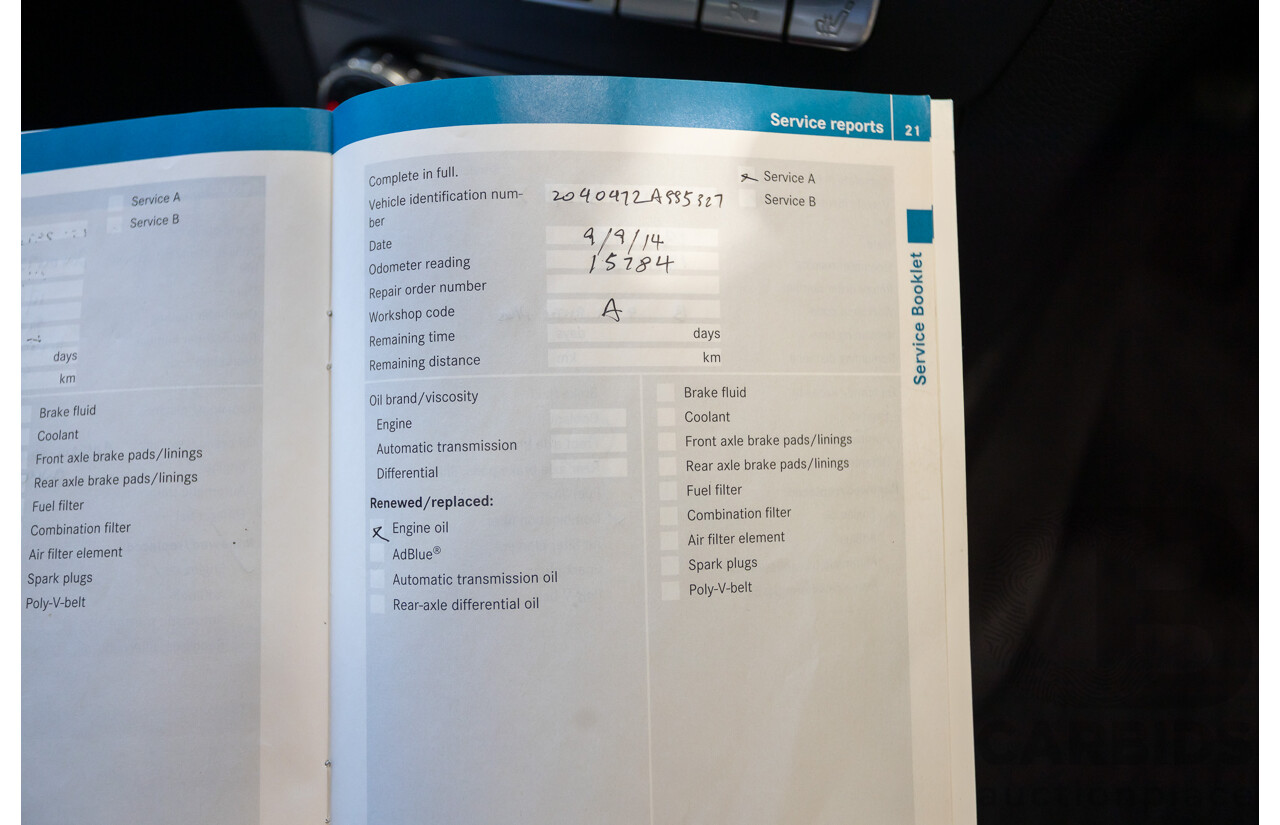 Service A
Service B
days
km
Brake fluid
Coolant
Front axle brake pads/linings
Rear axle brake pads/linings
Fuel filter
Combination filter
Air filter element
Spark plugs
Poly-V-belt
Service reports 21
Complete in full.
Vehicle identification num-
ber
Date 9/9/14
Odometer reading 15284
Repair order number
Workshop code A
Remaining time days
Remaining distance km
Service A
Service B
Oil brand/viscosity
Engine
Automatic transmission
Differential
Renewed/replaced:
Engine oil
AdBlue®
Automatic transmission oil
Rear-axle differential oil
Brake fluid
Coolant
Front axle brake pads/linings
Rear axle brake pads/linings
Fuel filter
Combination filter
Air filter element
Spark plugs
Poly-V-belt
Service Booklet
CARBIDS